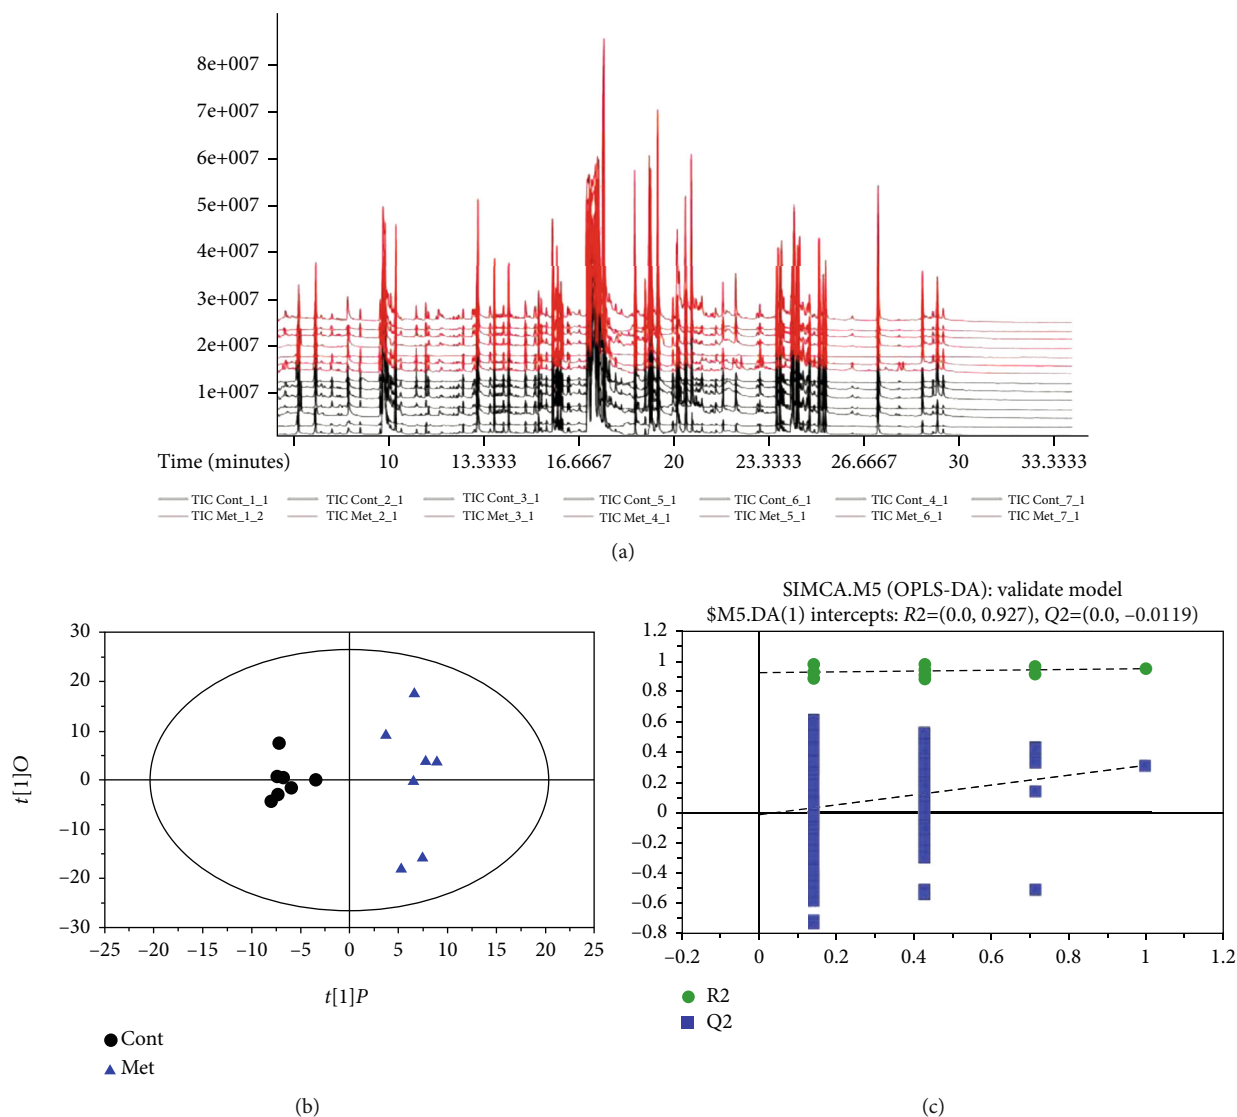 8e+007
7e+007
6e+007
5e+007
4e+007
3e+007
2e+007
1e+007
Time (minutes) 10 13.3333 16.6667 20 23.3333 26.6667 30 33.3333
TIC Cont_1_1 TIC Cont_2_1 TIC Cont_3_1 TIC Cont_5_1 TIC Cont_6_1 TIC Cont_4_1 TIC Cont_7_1
TIC Met_1_2 TIC Met_2_1 TIC Met_3_1 TIC Met_4_1 TIC Met_5_1 TIC Met_6_1 TIC Met_7_1
(a)
30
20
10
0
−10
−20
−30
−25 −20 −15 −10 −5 0 5 10 15 20 25
t[1]O
t[1]P
Cont
Met
(b)
SIMCA.M5 (OPLS-DA): validate model
$M5.DA(1) intercepts: R2=(0.0, 0.927), Q2=(0.0, −0.0119)
1.2
1
0.8
0.6
0.4
0.2
0
−0.2
−0.4
−0.6
−0.8
−0.2 0 0.2 0.4 0.6 0.8 1 1.2
R2
Q2
(c)